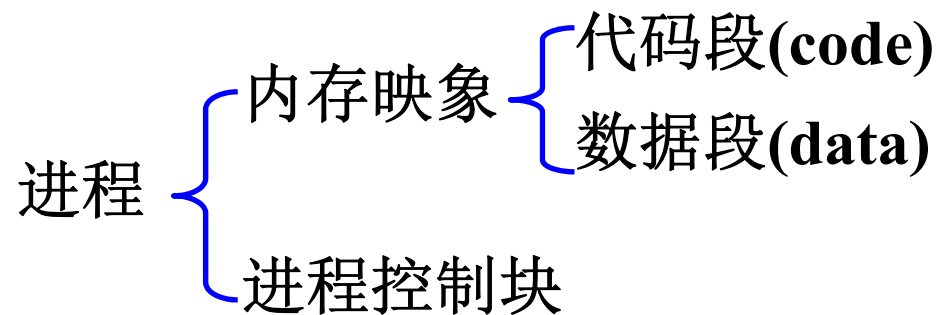 代码段(code)
内存映象
数据段(data)
进程
进程控制块